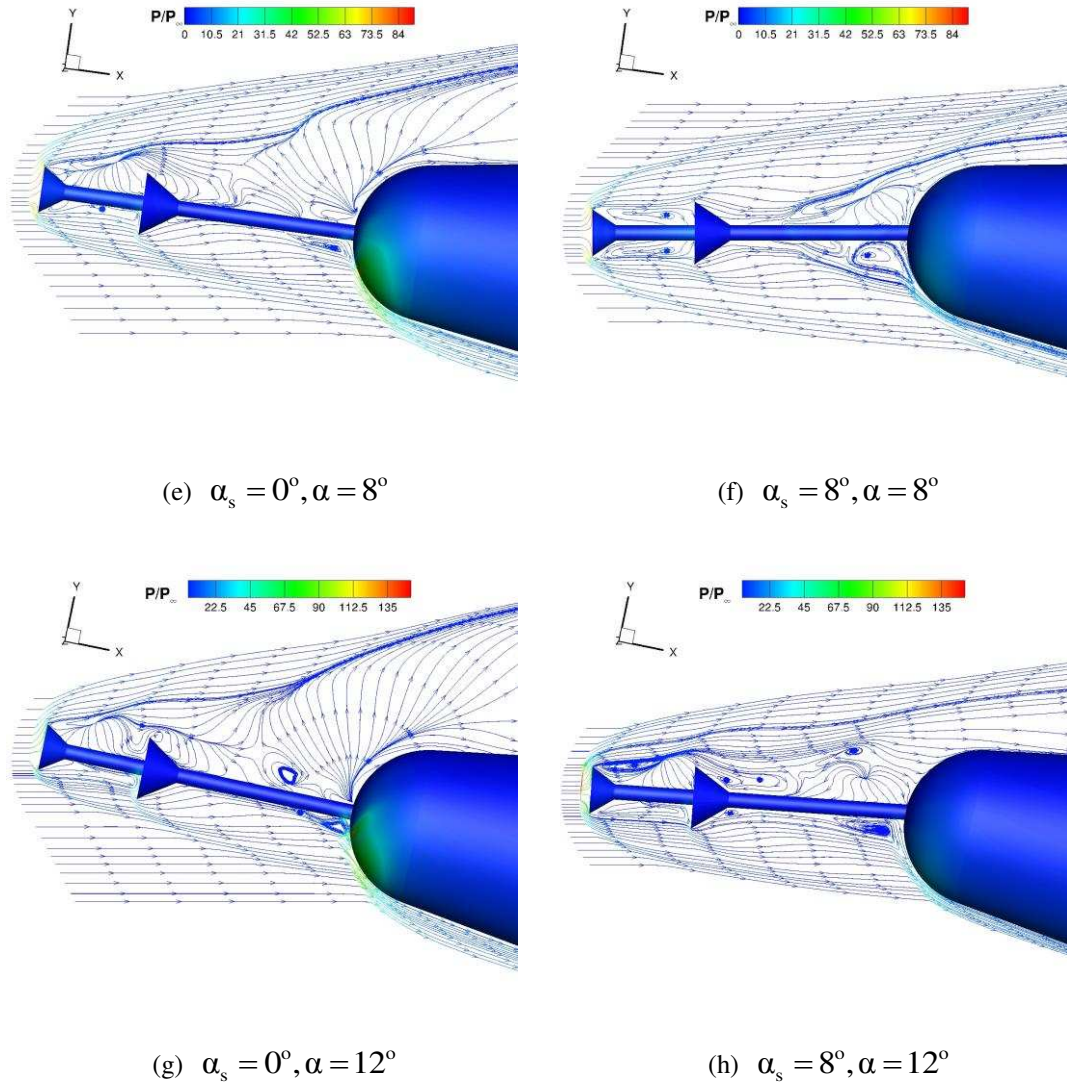 P/P∞
0 10.5 21 31.5 42 52.5 63 73.5 84
Y
Z
X
P/P∞
0 10.5 21 31.5 42 52.5 63 73.5 84
Y
Z
X
(e) αs = 0°, α = 8°
(f) αs = 8°, α = 8°
P/P∞
22.5 45 67.5 90 112.5 135
Y
Z
X
P/P∞
22.5 45 67.5 90 112.5 135
Y
Z
X
(g) αs = 0°, α = 12°
(h) αs = 8°, α = 12°